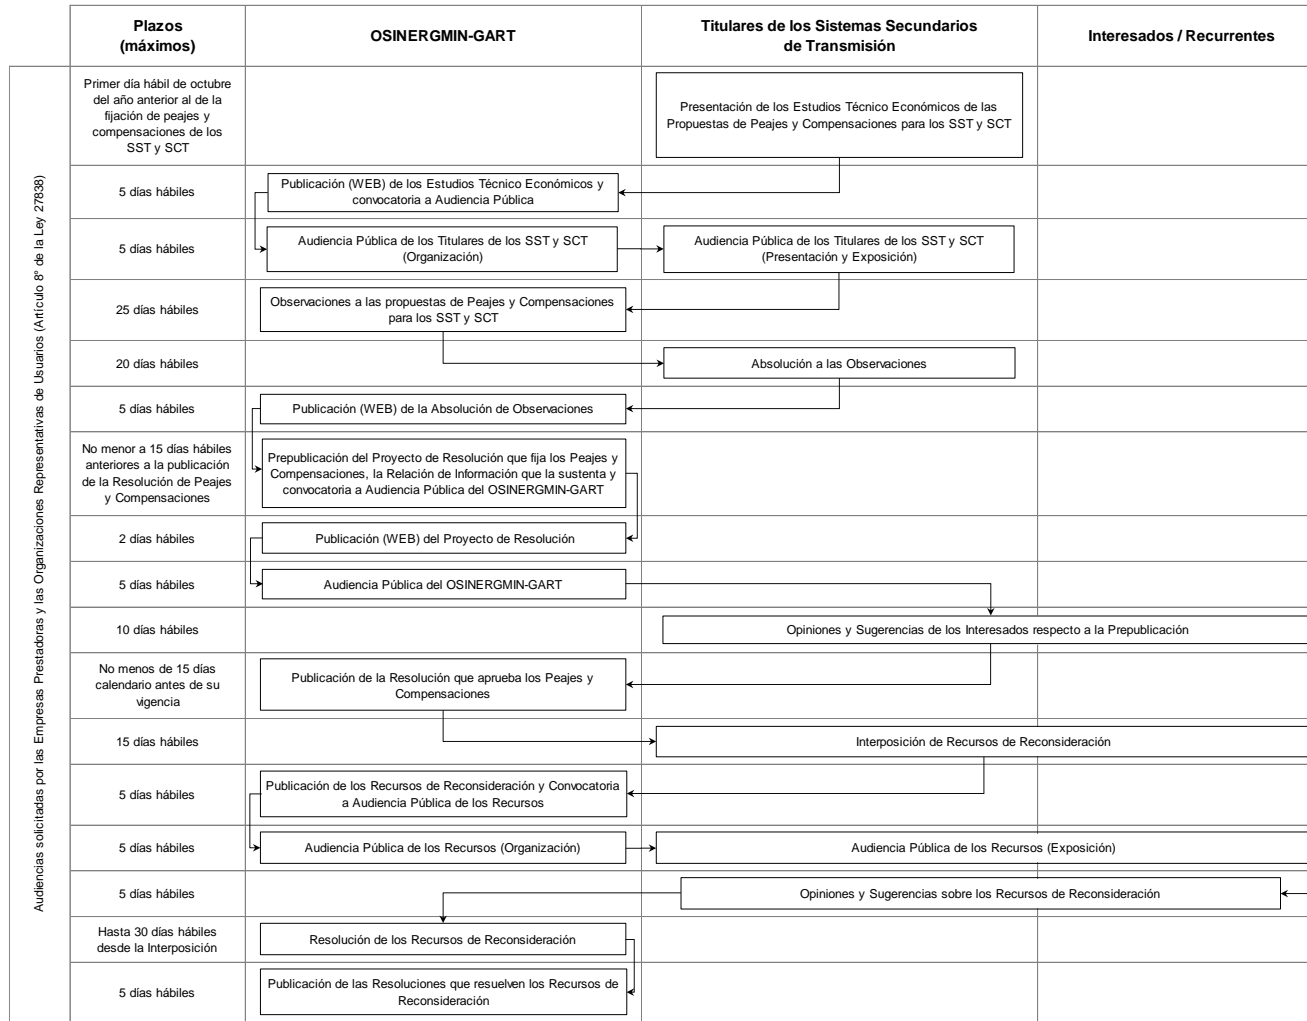 Plazos
(máximos)
OSINERGMIN-GART
Titulares de los Sistemas Secundarios
de Transmisión
Interesados / Recurrentes
Audiencias solicitadas por las Empresas Prestadoras y las Organizaciones Representativas de Usuarios (Artículo 8° de la Ley 27838)
Primer día hábil de octubre
del año anterior al de la
fijación de peajes y
compensaciones de los
SST y SCT
Presentación de los Estudios Técnico Económicos de las
Propuestas de Peajes y Compensaciones para los SST y SCT
5 días hábiles
Publicación (WEB) de los Estudios Técnico Económicos y
convocatoria a Audiencia Pública
5 días hábiles
Audiencia Pública de los Titulares de los SST y SCT
(Organización)
Audiencia Pública de los Titulares de los SST y SCT
(Presentación y Exposición)
25 días hábiles
Observaciones a las propuestas de Peajes y Compensaciones
para los SST y SCT
20 días hábiles
Absolución a las Observaciones
5 días hábiles
Publicación (WEB) de la Absolución de Observaciones
No menor a 15 días hábiles
anteriores a la publicación
de la Resolución de Peajes
y Compensaciones
Prepublicación del Proyecto de Resolución que fija los Peajes y
Compensaciones, la Relación de Información que la sustenta y
convocatoria a Audiencia Pública del OSINERGMIN-GART
2 días hábiles
Publicación (WEB) del Proyecto de Resolución
5 días hábiles
Audiencia Pública del OSINERGMIN-GART
10 días hábiles
Opiniones y Sugerencias de los Interesados respecto a la Prepublicación
No menos de 15 días
calendario antes de su
vigencia
Publicación de la Resolución que aprueba los Peajes y
Compensaciones
15 días hábiles
Interposición de Recursos de Reconsideración
5 días hábiles
Publicación de los Recursos de Reconsideración y Convocatoria
a Audiencia Pública de los Recursos
5 días hábiles
Audiencia Pública de los Recursos (Organización)
Audiencia Pública de los Recursos (Exposición)
5 días hábiles
Opiniones y Sugerencias sobre los Recursos de Reconsideración
Hasta 30 días hábiles
desde la Interposición
Resolución de los Recursos de Reconsideración
5 días hábiles
Publicación de las Resoluciones que resuelven los Recursos de
Reconsideración